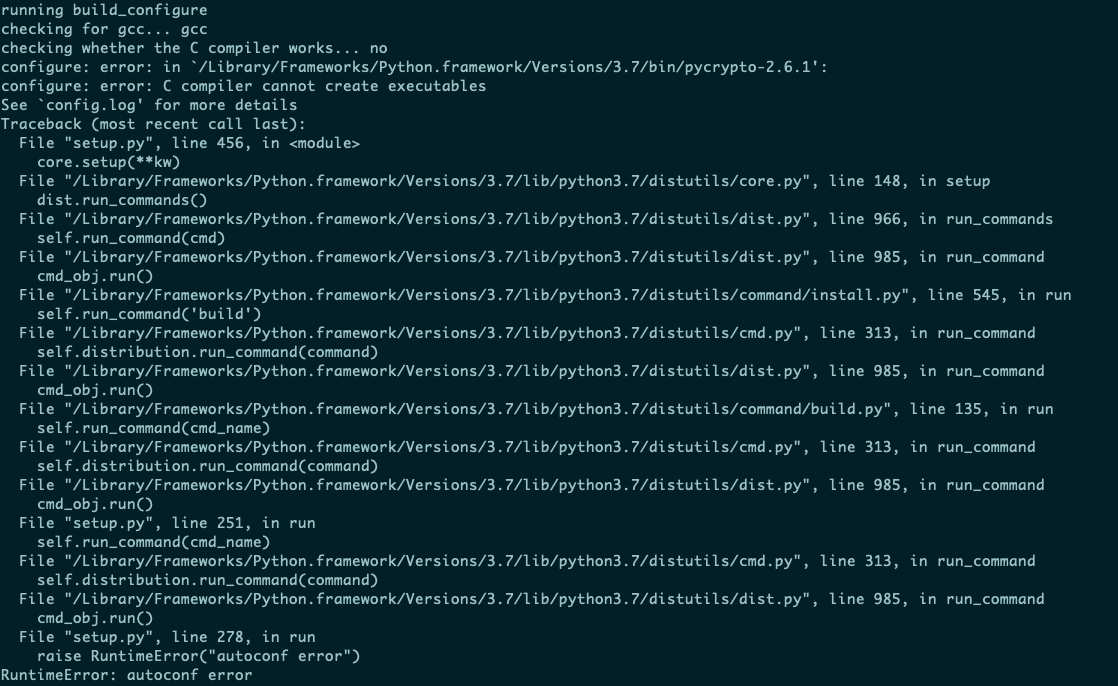 running build_configure
checking for gcc... gcc
checking whether the C compiler works... no
configure: error: in `/Library/Frameworks/Python.framework/Versions/3.7/bin/pycrypto-2.6.1':
configure: error: C compiler cannot create executables
See `config.log' for more details
Traceback (most recent call last):
  File "setup.py", line 456, in <module>
    core.setup(**kw)
  File "/Library/Frameworks/Python.framework/Versions/3.7/lib/python3.7/distutils/core.py", line 148, in setup
    dist.run_commands()
  File "/Library/Frameworks/Python.framework/Versions/3.7/lib/python3.7/distutils/dist.py", line 966, in run_commands
    self.run_command(cmd)
  File "/Library/Frameworks/Python.framework/Versions/3.7/lib/python3.7/distutils/dist.py", line 985, in run_command
    cmd_obj.run()
  File "/Library/Frameworks/Python.framework/Versions/3.7/lib/python3.7/distutils/command/install.py", line 545, in run
    self.run_command('build')
  File "/Library/Frameworks/Python.framework/Versions/3.7/lib/python3.7/distutils/cmd.py", line 313, in run_command
    self.distribution.run_command(command)
  File "/Library/Frameworks/Python.framework/Versions/3.7/lib/python3.7/distutils/dist.py", line 985, in run_command
    cmd_obj.run()
  File "/Library/Frameworks/Python.framework/Versions/3.7/lib/python3.7/distutils/command/build.py", line 135, in run
    self.run_command(cmd_name)
  File "/Library/Frameworks/Python.framework/Versions/3.7/lib/python3.7/distutils/cmd.py", line 313, in run_command
    self.distribution.run_command(command)
  File "/Library/Frameworks/Python.framework/Versions/3.7/lib/python3.7/distutils/dist.py", line 985, in run_command
    cmd_obj.run()
  File "setup.py", line 251, in run
    self.run_command(cmd_name)
  File "/Library/Frameworks/Python.framework/Versions/3.7/lib/python3.7/distutils/cmd.py", line 313, in run_command
    self.distribution.run_command(command)
  File "/Library/Frameworks/Python.framework/Versions/3.7/lib/python3.7/distutils/dist.py", line 985, in run_command
    cmd_obj.run()
  File "setup.py", line 278, in run
    raise RuntimeError("autoconf error")
RuntimeError: autoconf error